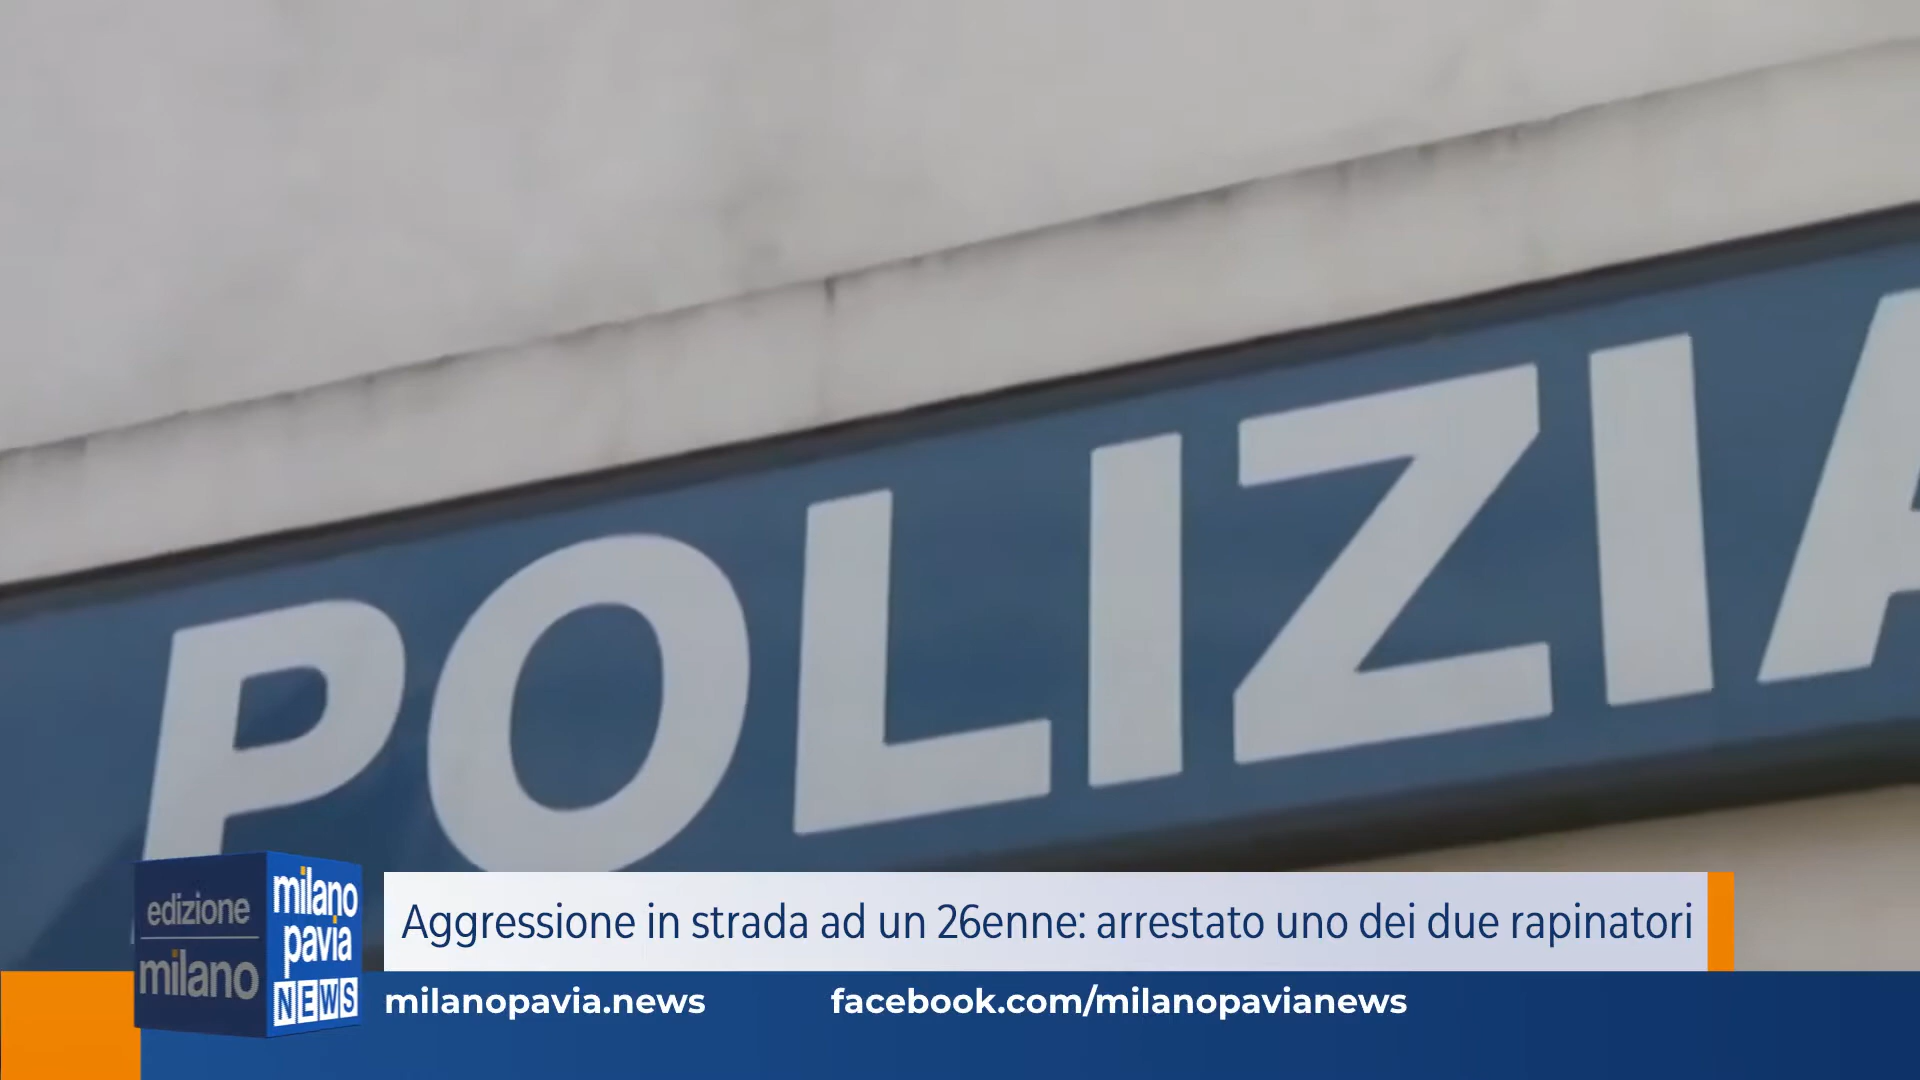 POLIZIA
edizione
milano
milano
pavia
NEWS
Aggressione in strada ad un 26enne: arrestato uno dei due rapinatori
milanopavia.news
facebook.com/milanopavianews